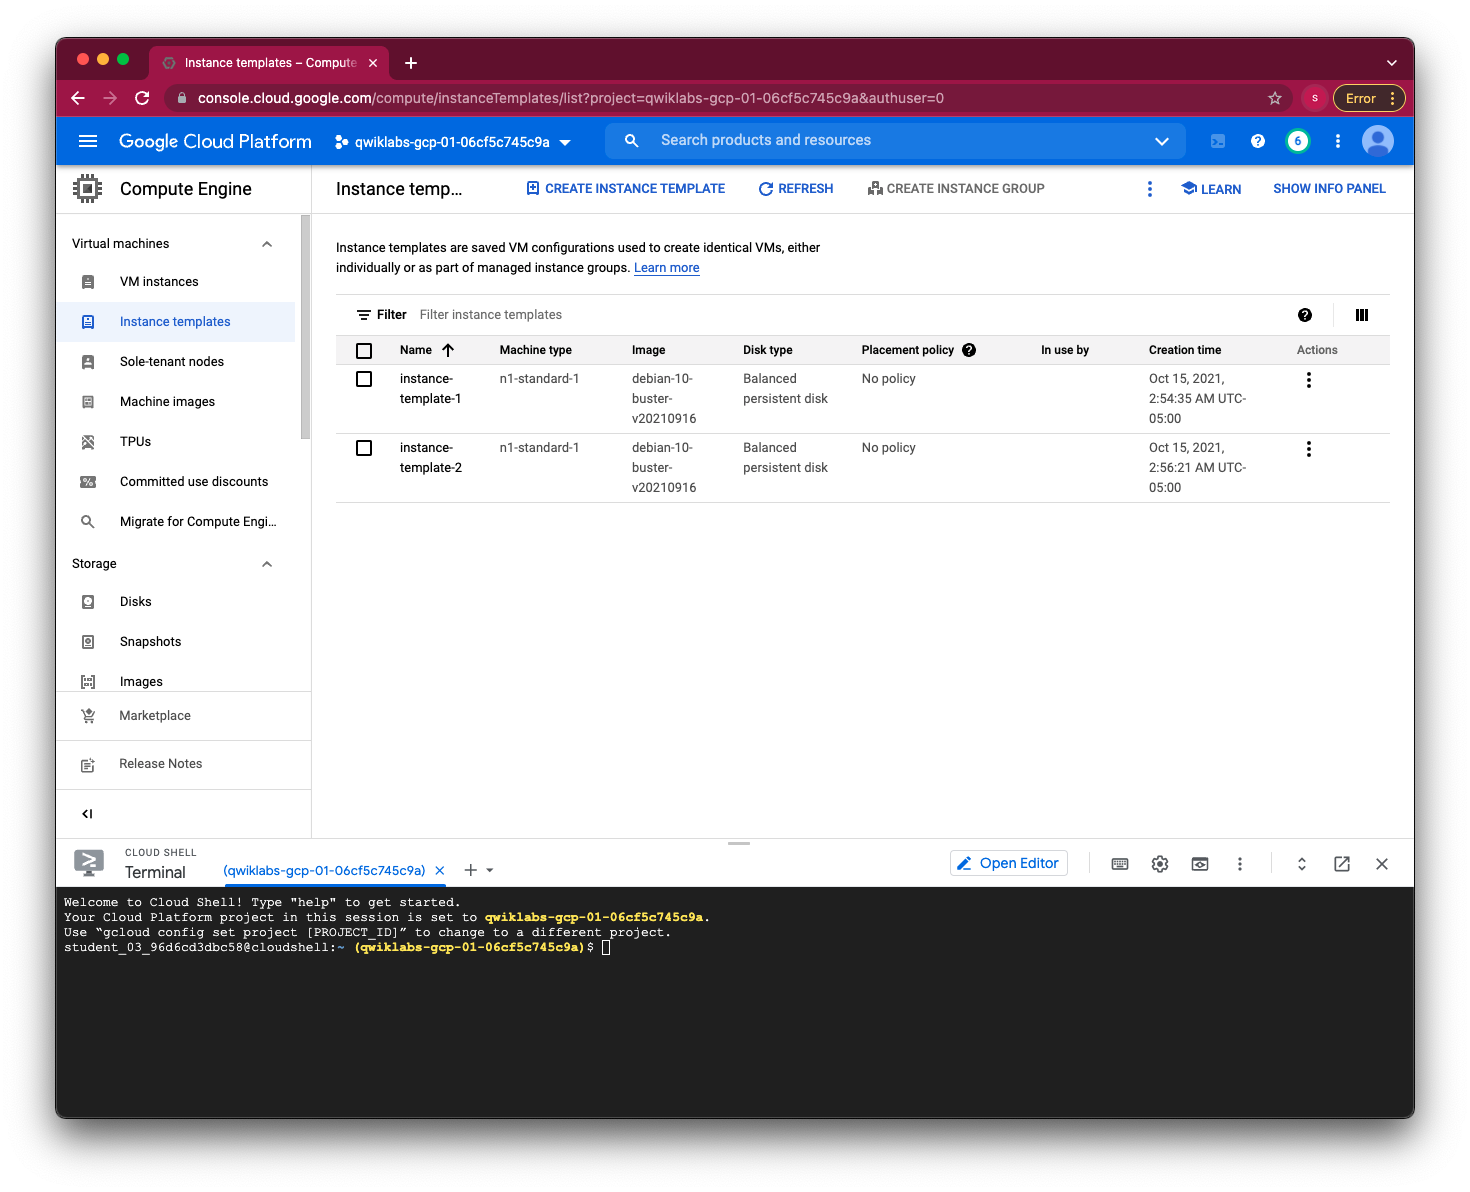 Instance templates – Compute
console.cloud.google.com/compute/instanceTemplates/list?project=qwiklabs-gcp-01-06cf5c745c9a&authuser=0
s
Error
Google Cloud Platform
qwiklabs-gcp-01-06cf5c745c9a
Search products and resources
6
Compute Engine
Instance temp...
CREATE INSTANCE TEMPLATE
REFRESH
CREATE INSTANCE GROUP
LEARN
SHOW INFO PANEL
Virtual machines
VM instances
Instance templates
Sole-tenant nodes
Machine images
TPUs
Committed use discounts
Migrate for Compute Engi...
Storage
Disks
Snapshots
Images
Marketplace
Release Notes
Instance templates are saved VM configurations used to create identical VMs, either
individually or as part of managed instance groups. Learn more
Filter Filter instance templates
Name Machine type Image Disk type Placement policy In use by Creation time Actions
instance- n1-standard-1 debian-10- Balanced No policy Oct 15, 2021,
template-1 buster- persistent disk 2:54:35 AM UTC-
v20210916 05:00
instance- n1-standard-1 debian-10- Balanced No policy Oct 15, 2021,
template-2 buster- persistent disk 2:56:21 AM UTC-
v20210916 05:00
CLOUD SHELL
Terminal
(qwiklabs-gcp-01-06cf5c745c9a)
Open Editor
Welcome to Cloud Shell! Type "help" to get started.
Your Cloud Platform project in this session is set to qwiklabs-gcp-01-06cf5c745c9a.
Use “gcloud config set project [PROJECT_ID]” to change to a different project.
student_03_96d6cd3dbc58@cloudshell:~ (qwiklabs-gcp-01-06cf5c745c9a)$